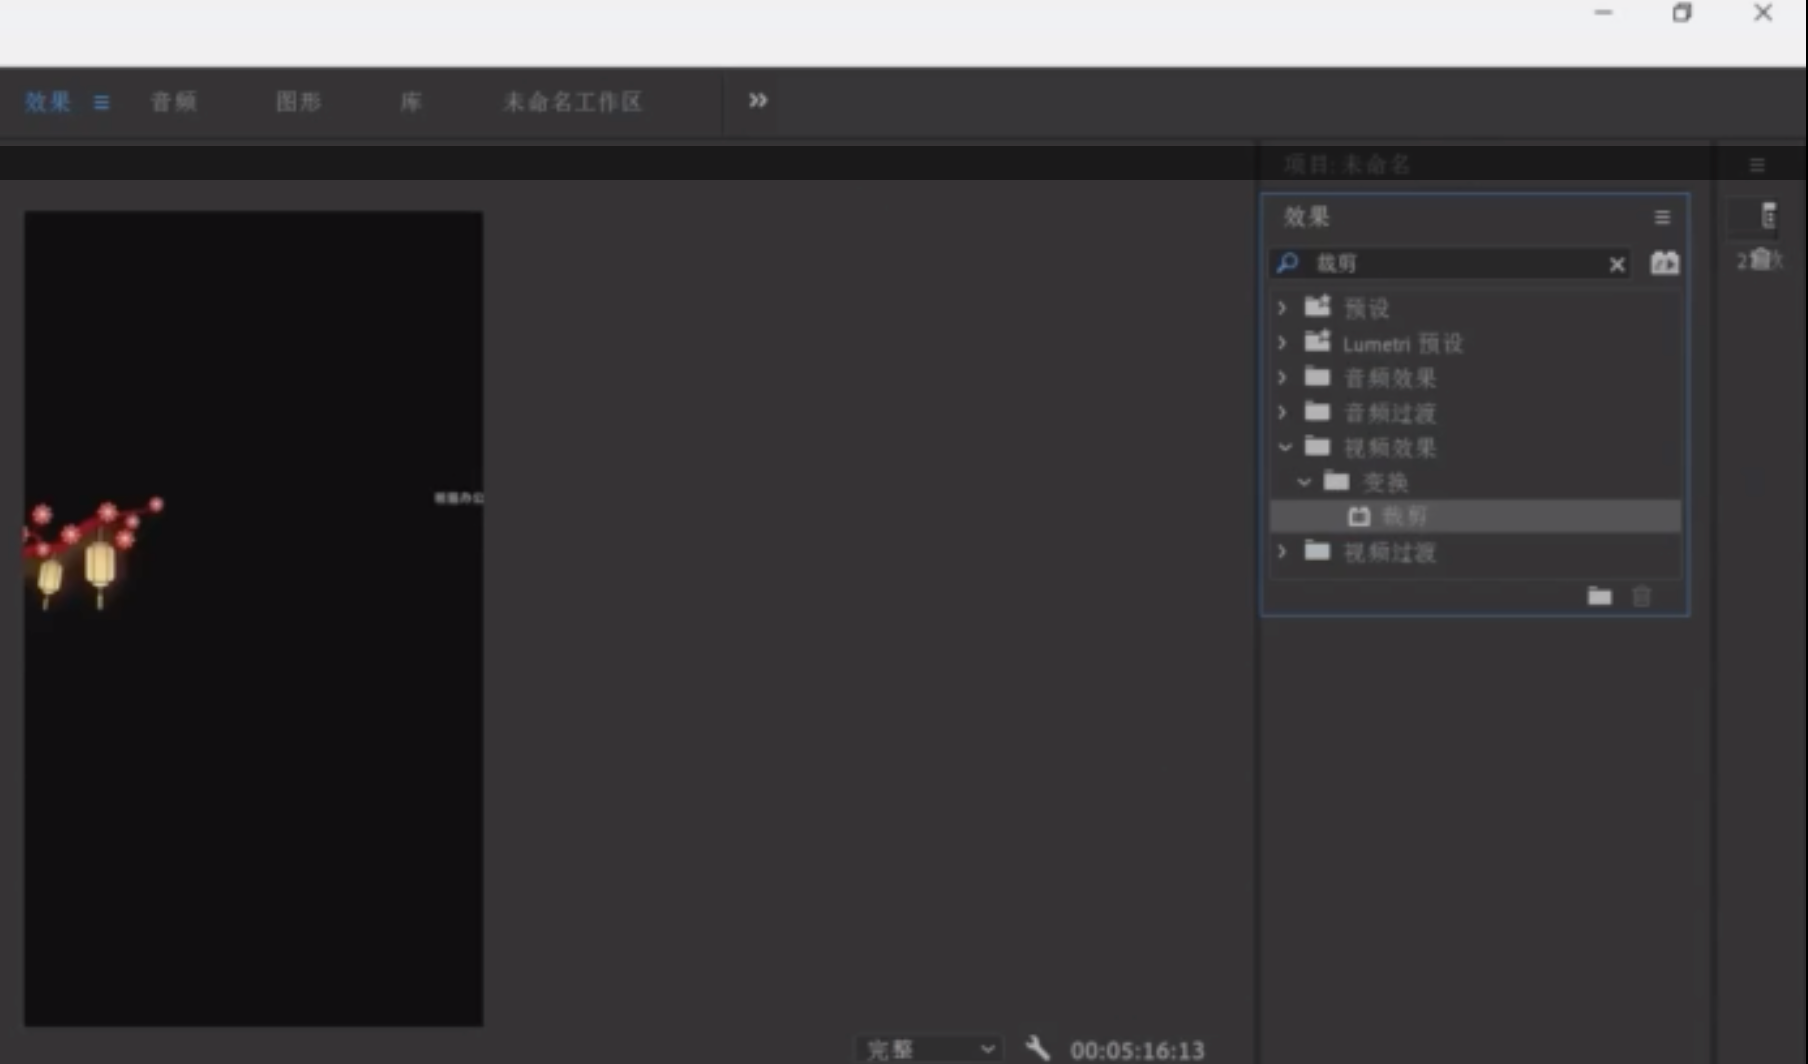 效果 音频 图形 库 未命名工作区
项目: 未命名
效果
裁剪
预设
Lumetri 预设
音频效果
音频过渡
视频效果
变换
裁剪
视频过渡
完整 00:05:16:13